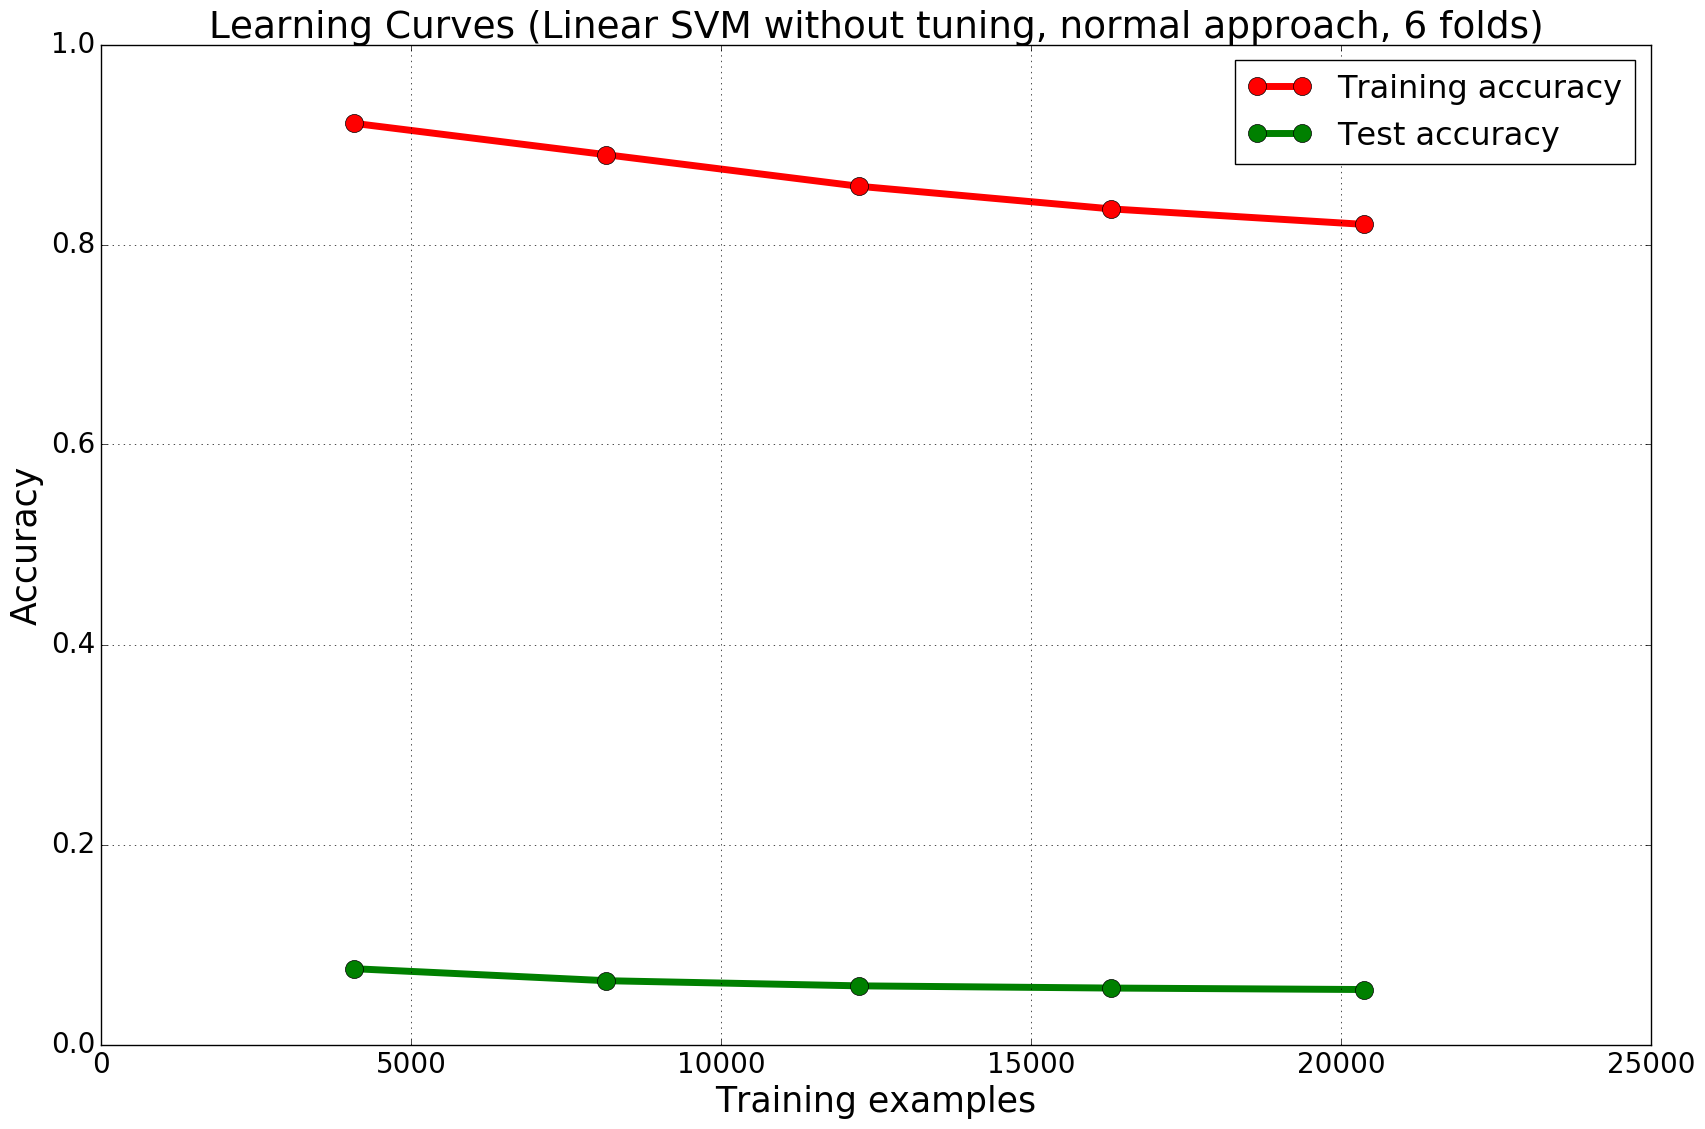 Learning Curves (Linear SVM without tuning, normal approach, 6 folds)
Training accuracy
Test accuracy
1.0
0.8
0.6
0.4
0.2
0.0
Accuracy
0 5000 10000 15000 20000 25000
Training examples